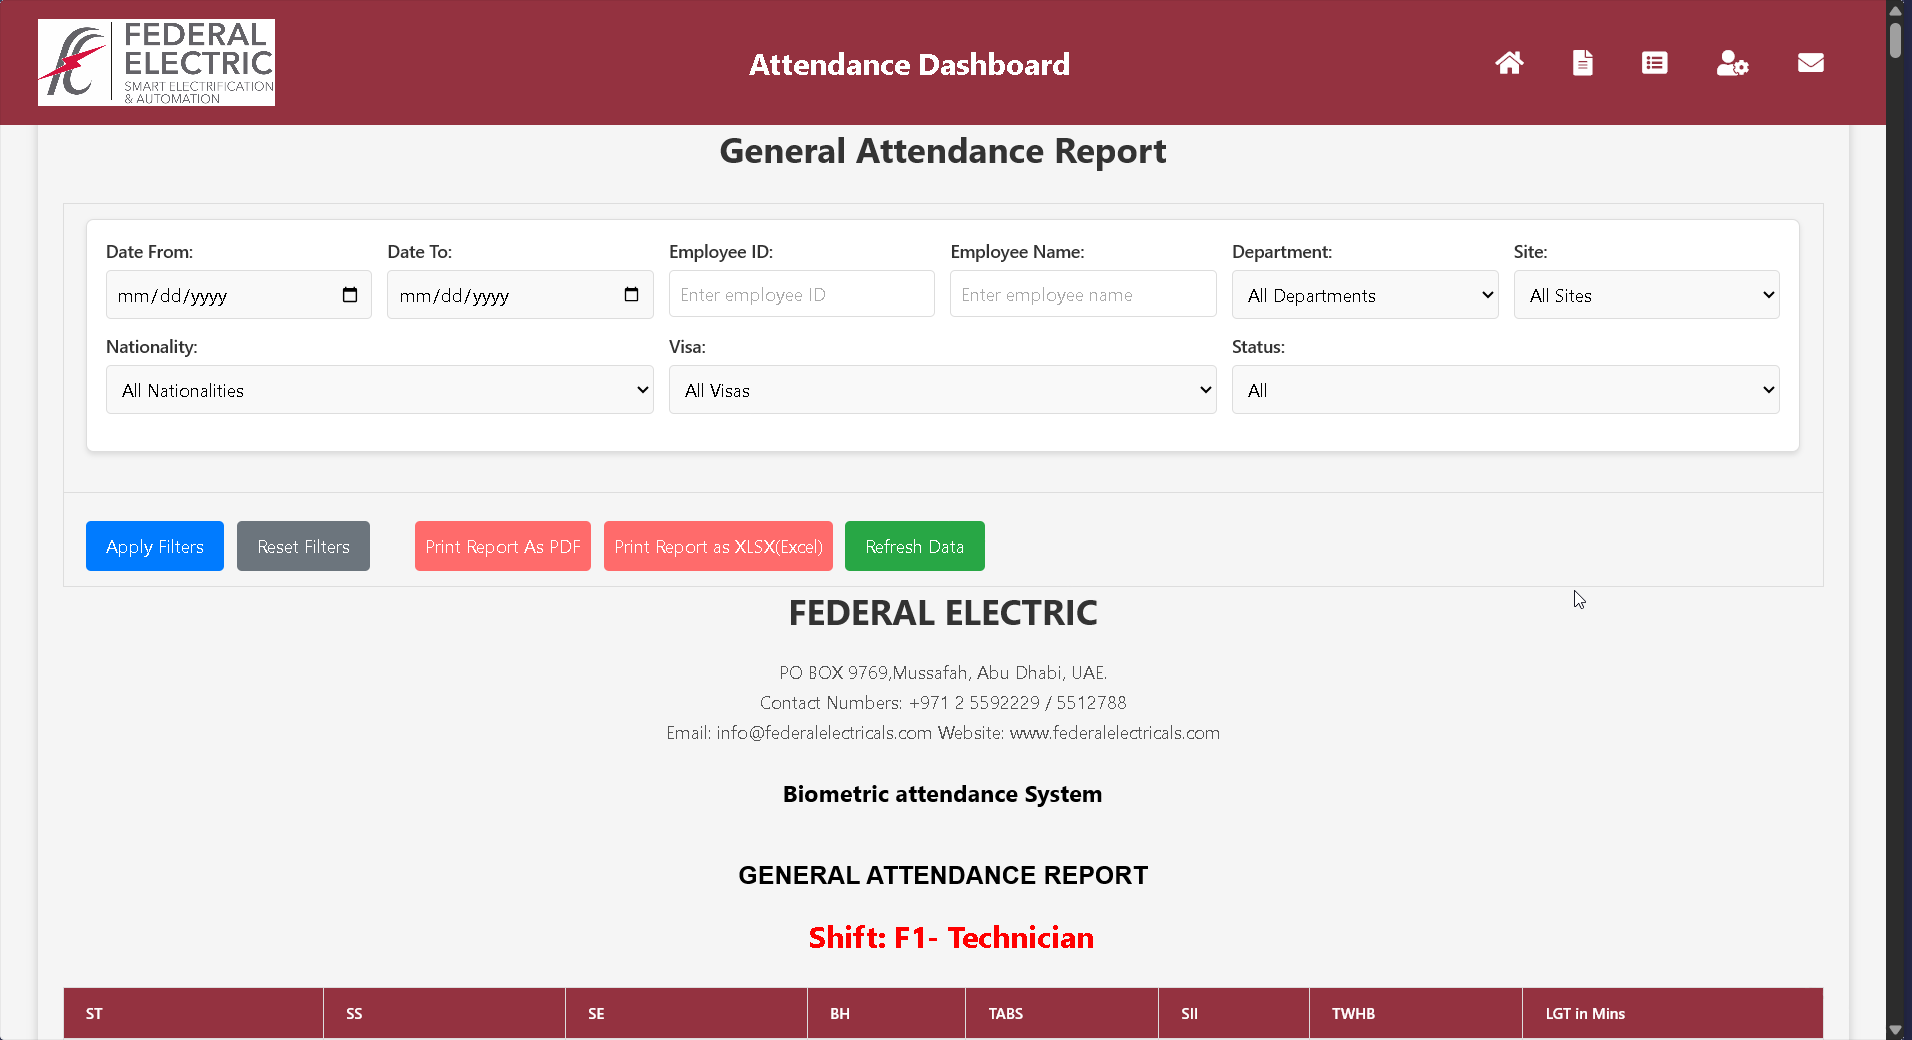 FEDERAL
ELECTRIC
SMART ELECTRIFICATION
& AUTOMATION
Attendance Dashboard
General Attendance Report
Date From: Date To: Employee ID: Employee Name: Department: Site:
mm/dd/yyyy mm/dd/yyyy Enter employee ID Enter employee name All Departments All Sites
Nationality: Visa: Status:
All Nationalities All Visas All
Apply Filters Reset Filters Print Report As PDF Print Report as XLSX(Excel) Refresh Data
FEDERAL ELECTRIC
PO BOX 9769,Mussafah, Abu Dhabi, UAE.
Contact Numbers: +971 2 5592229 / 5512788
Email: info@federalelectricals.com Website: www.federalelectricals.com
Biometric attendance System
GENERAL ATTENDANCE REPORT
Shift: F1- Technician
ST SS SE BH TABS SII TWHB LGT in Mins